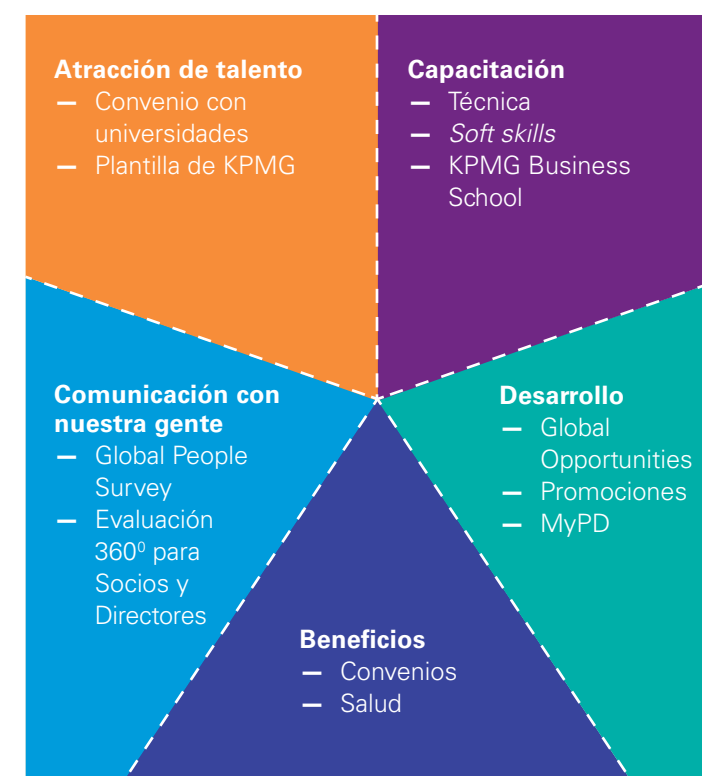 Atracción de talento
— Convenio con
universidades
— Plantilla de KPMG
Capacitación
— Técnica
— Soft skills
— KPMG Business
School
Comunicación con
nuestra gente
— Global People
Survey
— Evaluación
360⁰ para
Socios y
Directores
Desarrollo
— Global
Opportunities
— Promociones
— MyPD
Beneficios
— Convenios
— Salud